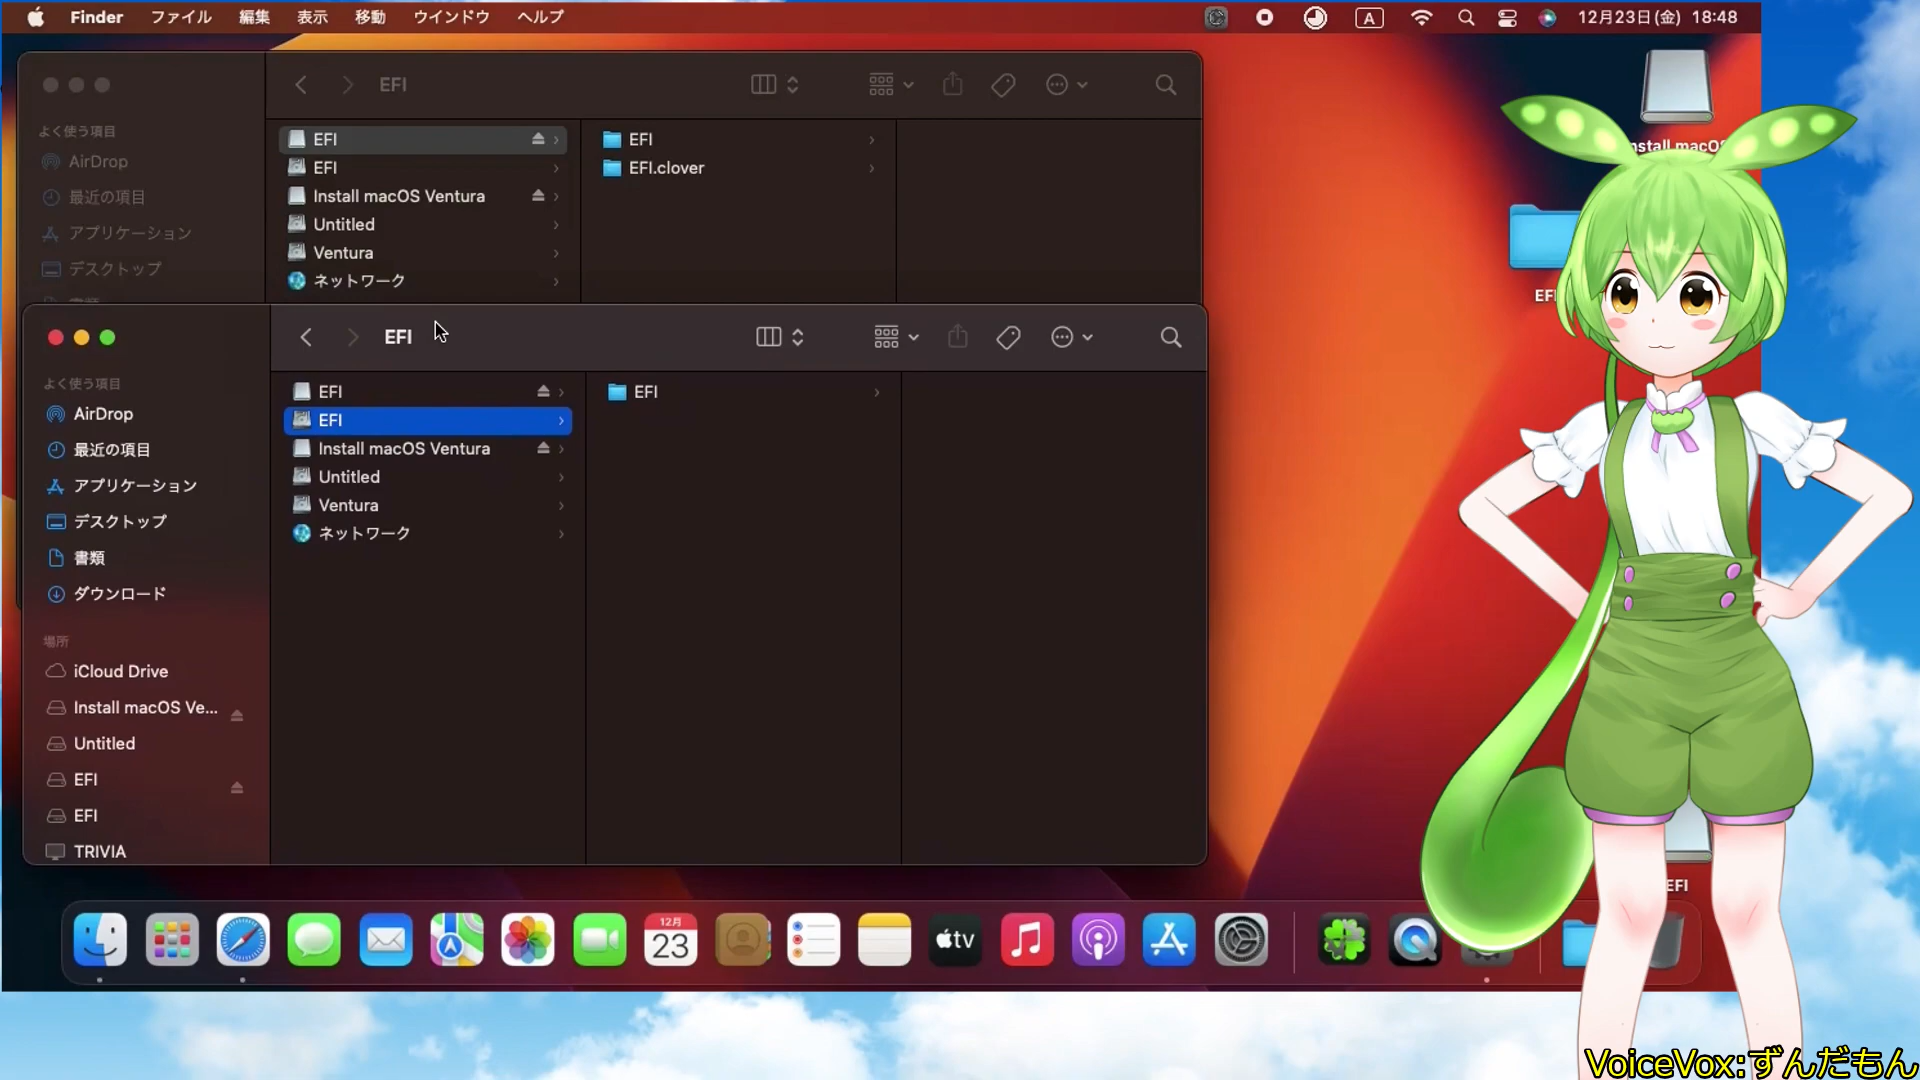 Finder ファイル 編集 表示 移動 ウインドウ ヘルプ A 12月23日(金) 18:48
EFI
よく使う項目
AirDrop
最近の項目
アプリケーション
デスクトップ
EFI
EFI
Install macOS Ventura
Untitled
Ventura
ネットワーク
EFI
EFI.clover
EFI
よく使う項目
AirDrop
最近の項目
アプリケーション
デスクトップ
書類
ダウンロード
場所
iCloud Drive
Install macOS Ve...
Untitled
EFI
EFI
TRIVIA
EFI
EFI
Install macOS Ventura
Untitled
Ventura
ネットワーク
EFI
EFI
EFI
12月
23
tv
VoiceVox:ずんだもん